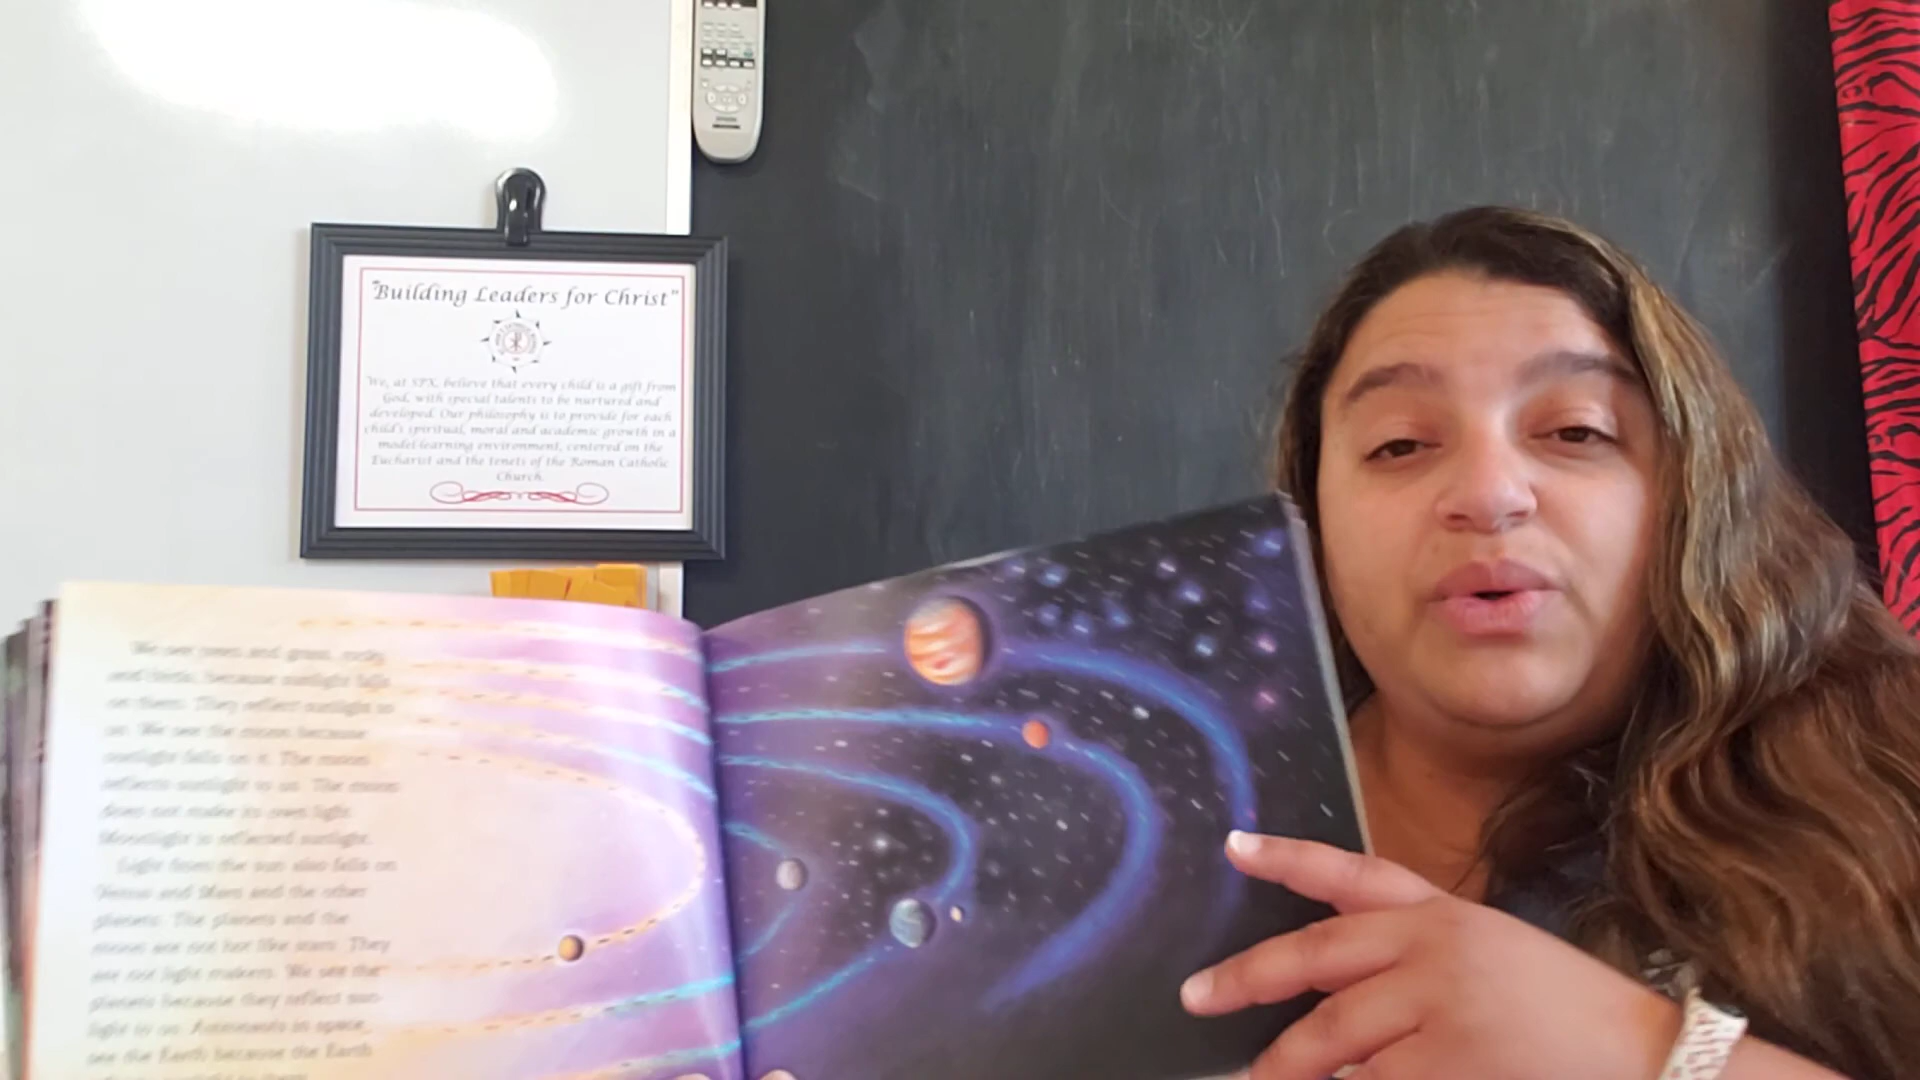 "Building Leaders for Christ"
We, at SPX, believe that every child is a gift from
God, with special talents to be nurtured and
developed. Our philosophy is to provide for each
child's spiritual, moral and academic growth in a
model learning environment, centered on the
Eucharist and the tenets of the Roman Catholic
Church.
We see trees and grass, rocks
and birds, because sunlight falls
on them. They reflect sunlight to
us. We see the moon because
sunlight falls on it. The moon
reflects sunlight to us. The moon
does not make its own light.
Moonlight is reflected sunlight.
Light from the sun also falls on
Venus and Mars and the other
planets. The planets and the
moon are not hot like stars. They
are not light makers. We see the
planets because they reflect sun-
light to us. Astronauts in space
see the Earth because the Earth